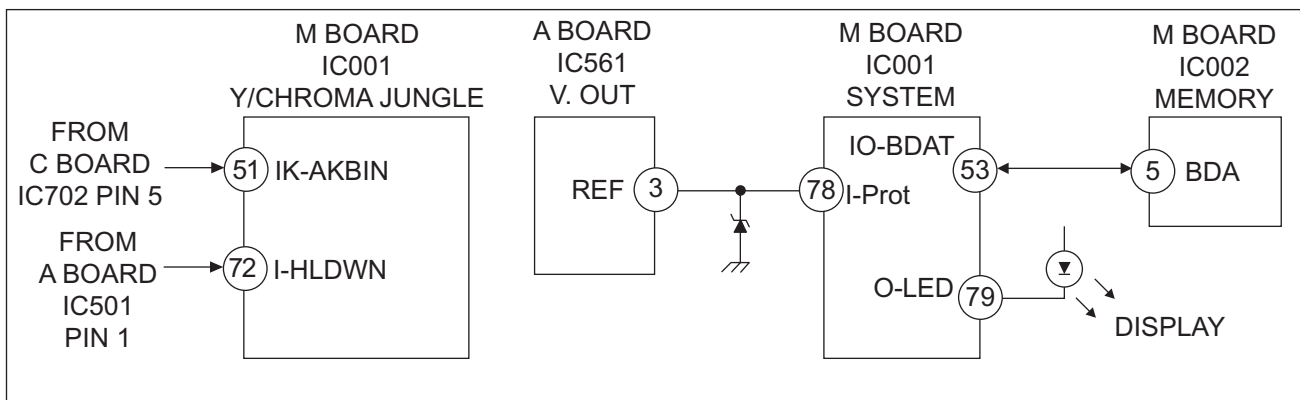 M BOARD
IC001
Y/CHROMA JUNGLE
FROM
C BOARD
IC702 PIN 5
51
IK-AKBIN
FROM
A BOARD
IC501
PIN 1
72
I-HLDWN
A BOARD
IC561
V. OUT
REF
3
M BOARD
IC001
SYSTEM
78
I-Prot
IO-BDAT
53
O-LED
79
M BOARD
IC002
MEMORY
5
BDA
DISPLAY